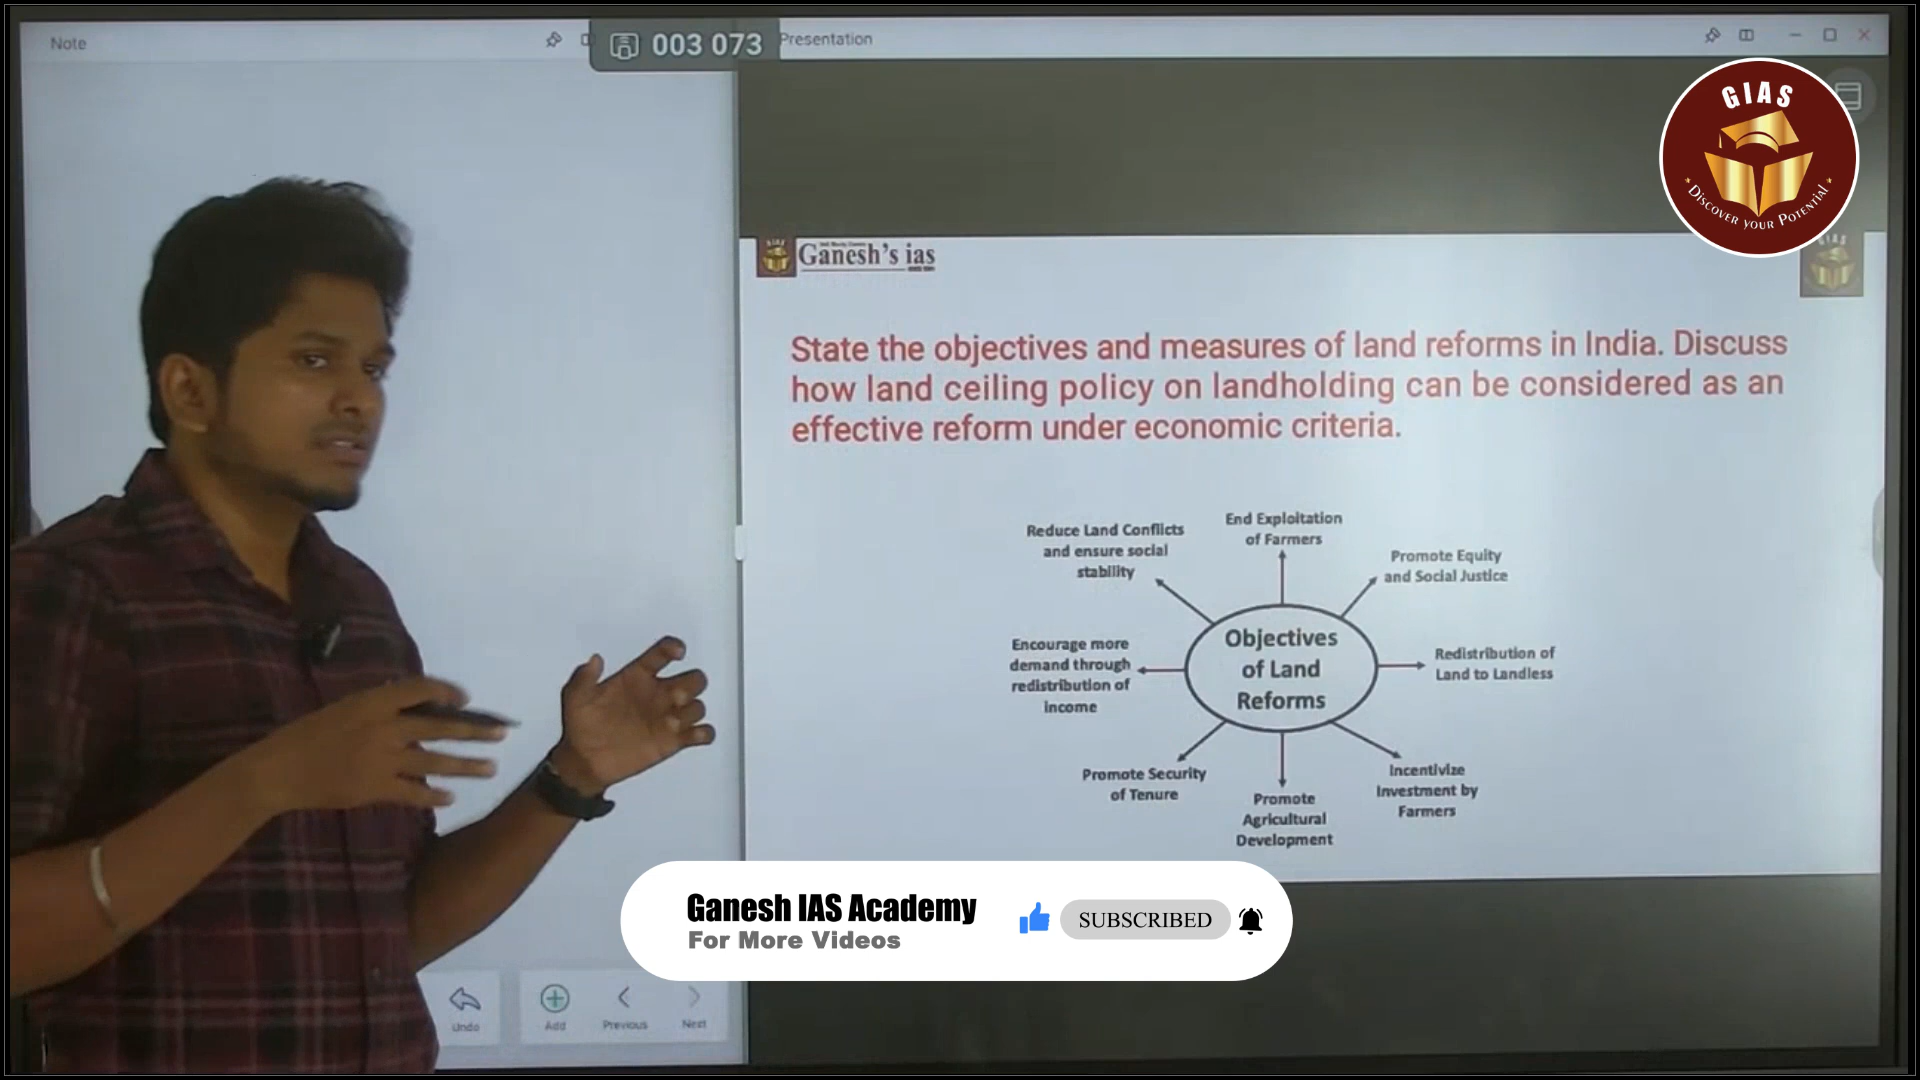 Note
003 073
Presentation
GIAS
DISCOVER YOUR POTENTIAL
Ganesh's ias
State the objectives and measures of land reforms in India. Discuss
how land ceiling policy on landholding can be considered as an
effective reform under economic criteria.
Reduce Land Conflicts
and ensure social
stability
End Exploitation
of Farmers
Promote Equity
and Social Justice
Encourage more
demand through
redistribution of
income
Objectives
of Land
Reforms
Redistribution of
Land to Landless
Promote Security
of Tenure
Promote
Agricultural
Development
Incentivize
Investment by
Farmers
Ganesh IAS Academy
For More Videos
SUBSCRIBED
Undo
Add
Previous
Next